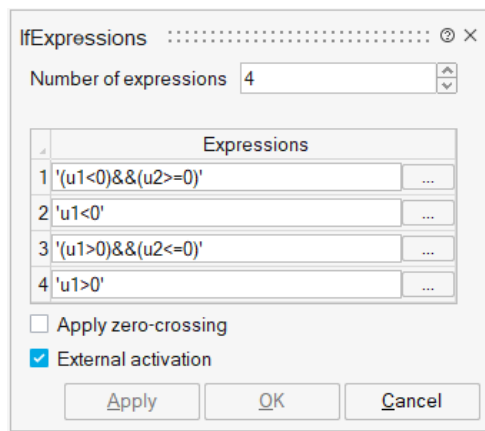 IfExpressions
Number of expressions 4
Expressions
1 '(u1<0)&&(u2>=0)' ...
2 'u1<0' ...
3 '(u1>0)&&(u2<=0)' ...
4 'u1>0' ...
Apply zero-crossing
External activation
Apply OK Cancel